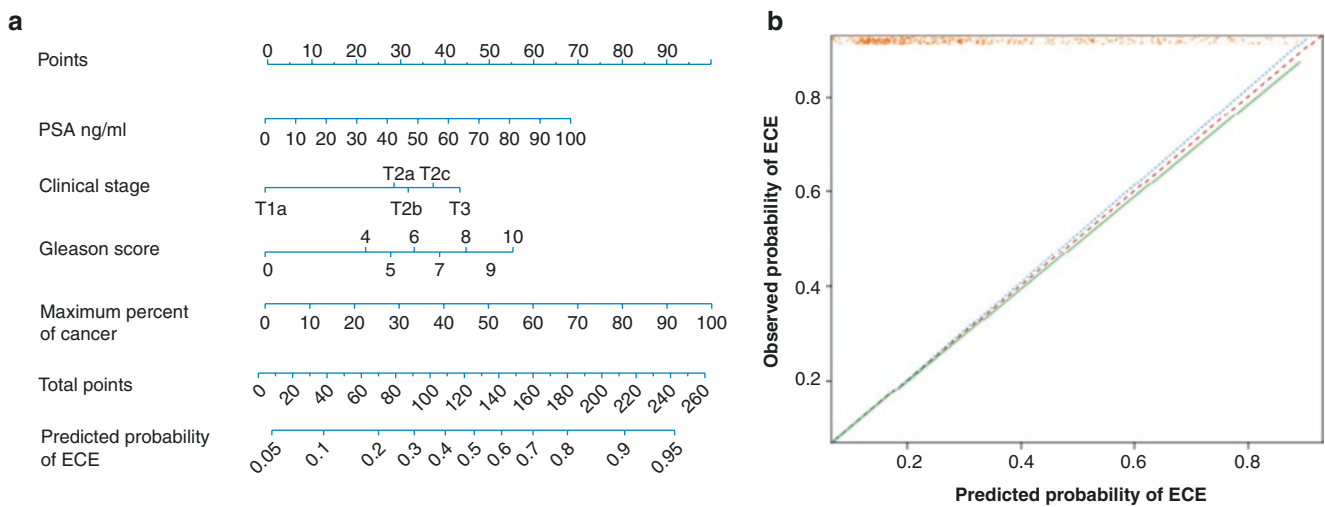 a
Points
0 10 20 30 40 50 60 70 80 90
PSA ng/ml
0 10 20 30 40 50 60 70 80 90 100
Clinical stage
T2a T2c
T1a T2b T3
Gleason score
4 6 8 10
0 5 7 9
Maximum percent
of cancer
0 10 20 30 40 50 60 70 80 90 100
Total points
0 20 40 60 80 100 120 140 160 180 200 220 240 260
Predicted probability
of ECE
0.05 0.1 0.2 0.3 0.4 0.5 0.6 0.7 0.8 0.9 0.95
b
Observed probability of ECE
0.8
0.6
0.4
0.2
0.2 0.4 0.6 0.8
Predicted probability of ECE